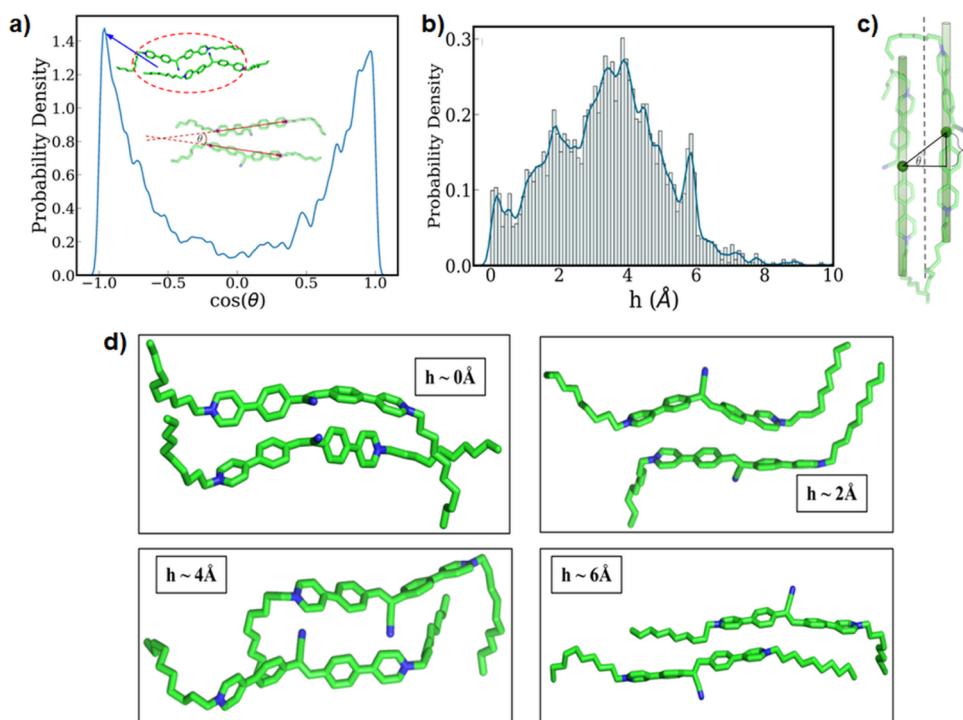 a)
Probability Density
1.4
1.2
1.0
0.8
0.6
0.4
0.2
0.0
−1.0 −0.5 0.0 0.5 1.0
cos(θ)
θ
b)
Probability Density
0.3
0.2
0.1
0.0
0 2 4 6 8 10
h (Å)
c)
θ
d)
h ~ 0Å
h ~ 2Å
h ~ 4Å
h ~ 6Å